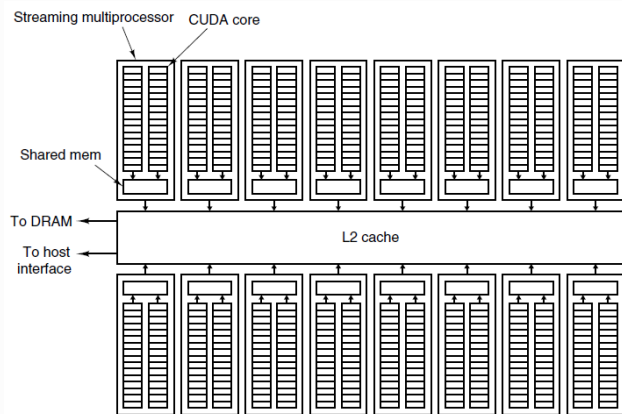 Streaming multiprocessor
CUDA core
Shared mem
To DRAM
L2 cache
To host
interface